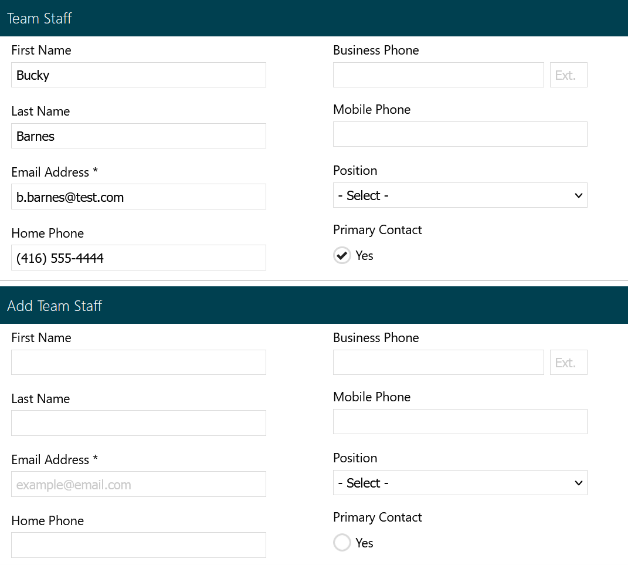 Team Staff
First Name
Bucky
Business Phone
Ext.
Last Name
Barnes
Mobile Phone
Email Address *
b.barnes@test.com
Position
- Select -
Home Phone
(416) 555-4444
Primary Contact
Yes
Add Team Staff
First Name
Business Phone
Ext.
Last Name
Mobile Phone
Email Address *
example@email.com
Position
- Select -
Home Phone
Primary Contact
Yes